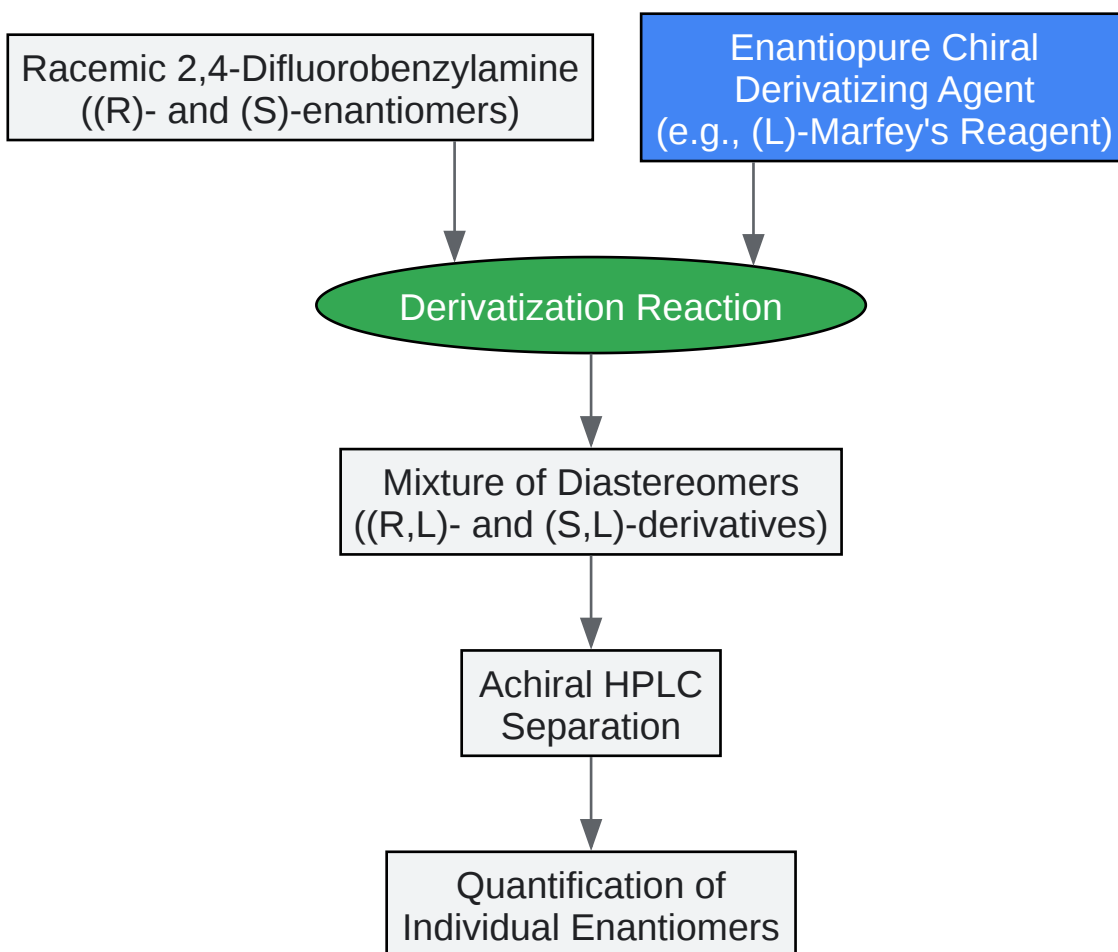 Racemic 2,4-Difluorobenzylamine
((R)- and (S)-enantiomers)
Enantiopure Chiral
Derivatizing Agent
(e.g., (L)-Marfey's Reagent)
Derivatization Reaction
Mixture of Diastereomers
((R,L)- and (S,L)-derivatives)
Achiral HPLC
Separation
Quantification of
Individual Enantiomers